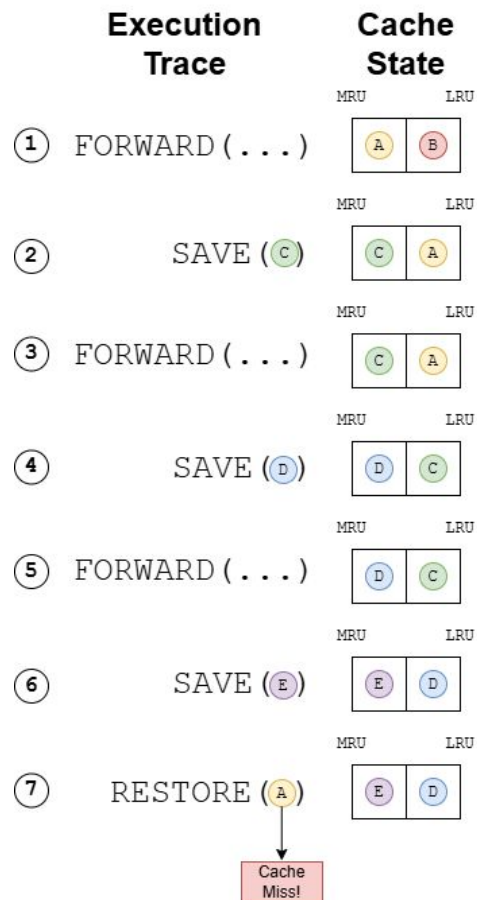 Execution Trace
Cache State
MRU LRU
1 FORWARD(...) A B
MRU LRU
2 SAVE(C) C A
MRU LRU
3 FORWARD(...) C A
MRU LRU
4 SAVE(D) D C
MRU LRU
5 FORWARD(...) D C
MRU LRU
6 SAVE(E) E D
MRU LRU
7 RESTORE(A) E D
Cache
Miss!